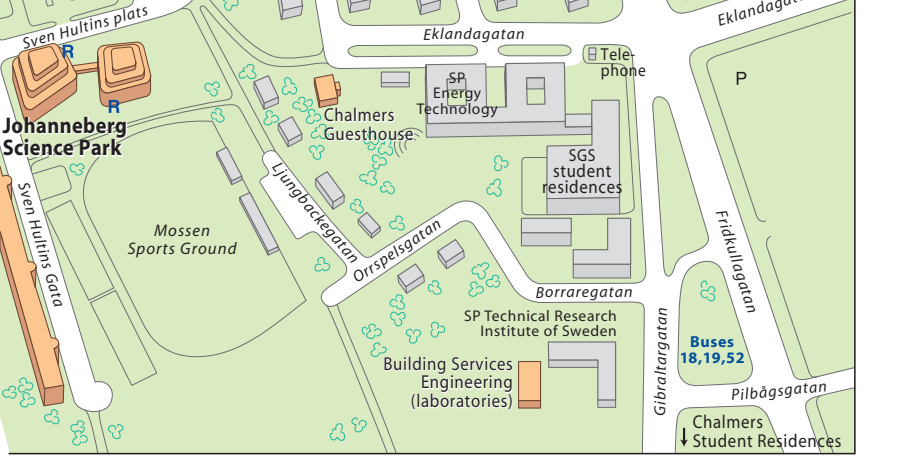 Sven Hultins plats
Eklandagatan
Eklandagatan
R
R
Tele-
phone
P
SP
Energy
Technology
Chalmers
Guesthouse
Johanneberg
Science Park
SGS
student
residences
Ljungbackegatan
Sven Hultins Gata
Mossen
Sports Ground
Orrspelsgatan
Fridkullagatan
Borraregatan
SP Technical Research
Institute of Sweden
Gibraltargatan
Buses
18,19,52
Building Services
Engineering
(laboratories)
Pilbågsgatan
Chalmers
↓ Student Residences